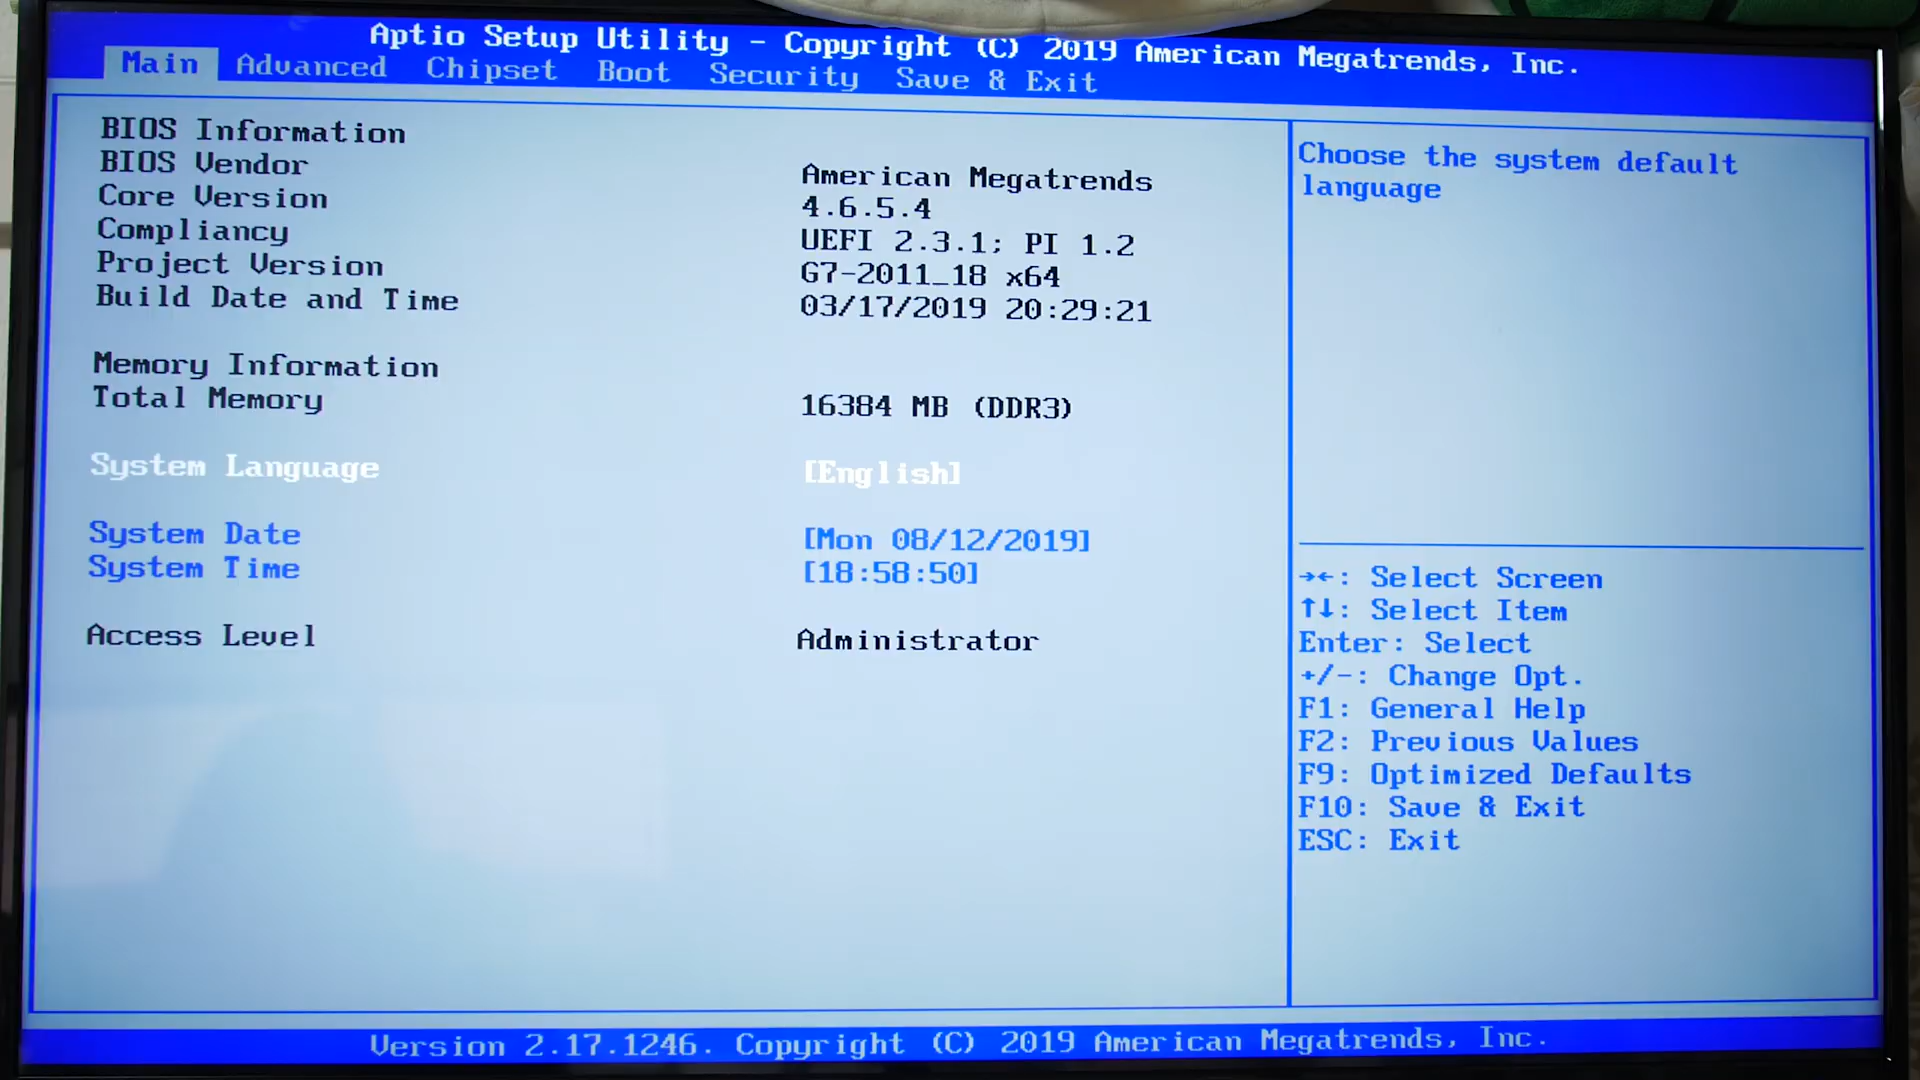 Aptio Setup Utility - Copyright (C) 2019 American Megatrends, Inc.
Main Advanced Chipset Boot Security Save & Exit
BIOS Information
BIOS Vendor American Megatrends
Core Version 4.6.5.4
Compliancy UEFI 2.3.1; PI 1.2
Project Version G7-2011_18 x64
Build Date and Time 03/17/2019 20:29:21
Memory Information
Total Memory 16384 MB (DDR3)
System Language [English]
System Date [Mon 08/12/2019]
System Time [18:58:50]
Access Level Administrator
Choose the system default
language
→←: Select Screen
↑↓: Select Item
Enter: Select
+/-: Change Opt.
F1: General Help
F2: Previous Values
F9: Optimized Defaults
F10: Save & Exit
ESC: Exit
Version 2.17.1246. Copyright (C) 2019 American Megatrends, Inc.